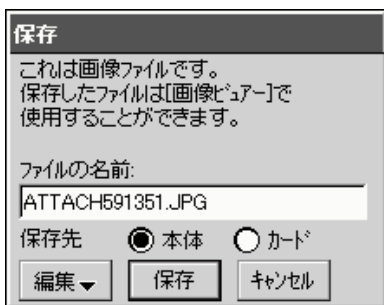 保存
これは画像ファイルです。
保存したファイルは[画像ビュアー]で
使用することができます。
ファイルの名前:
ATTACH591351.JPG
保存先 本体 カード
編集 保存 キャンセル